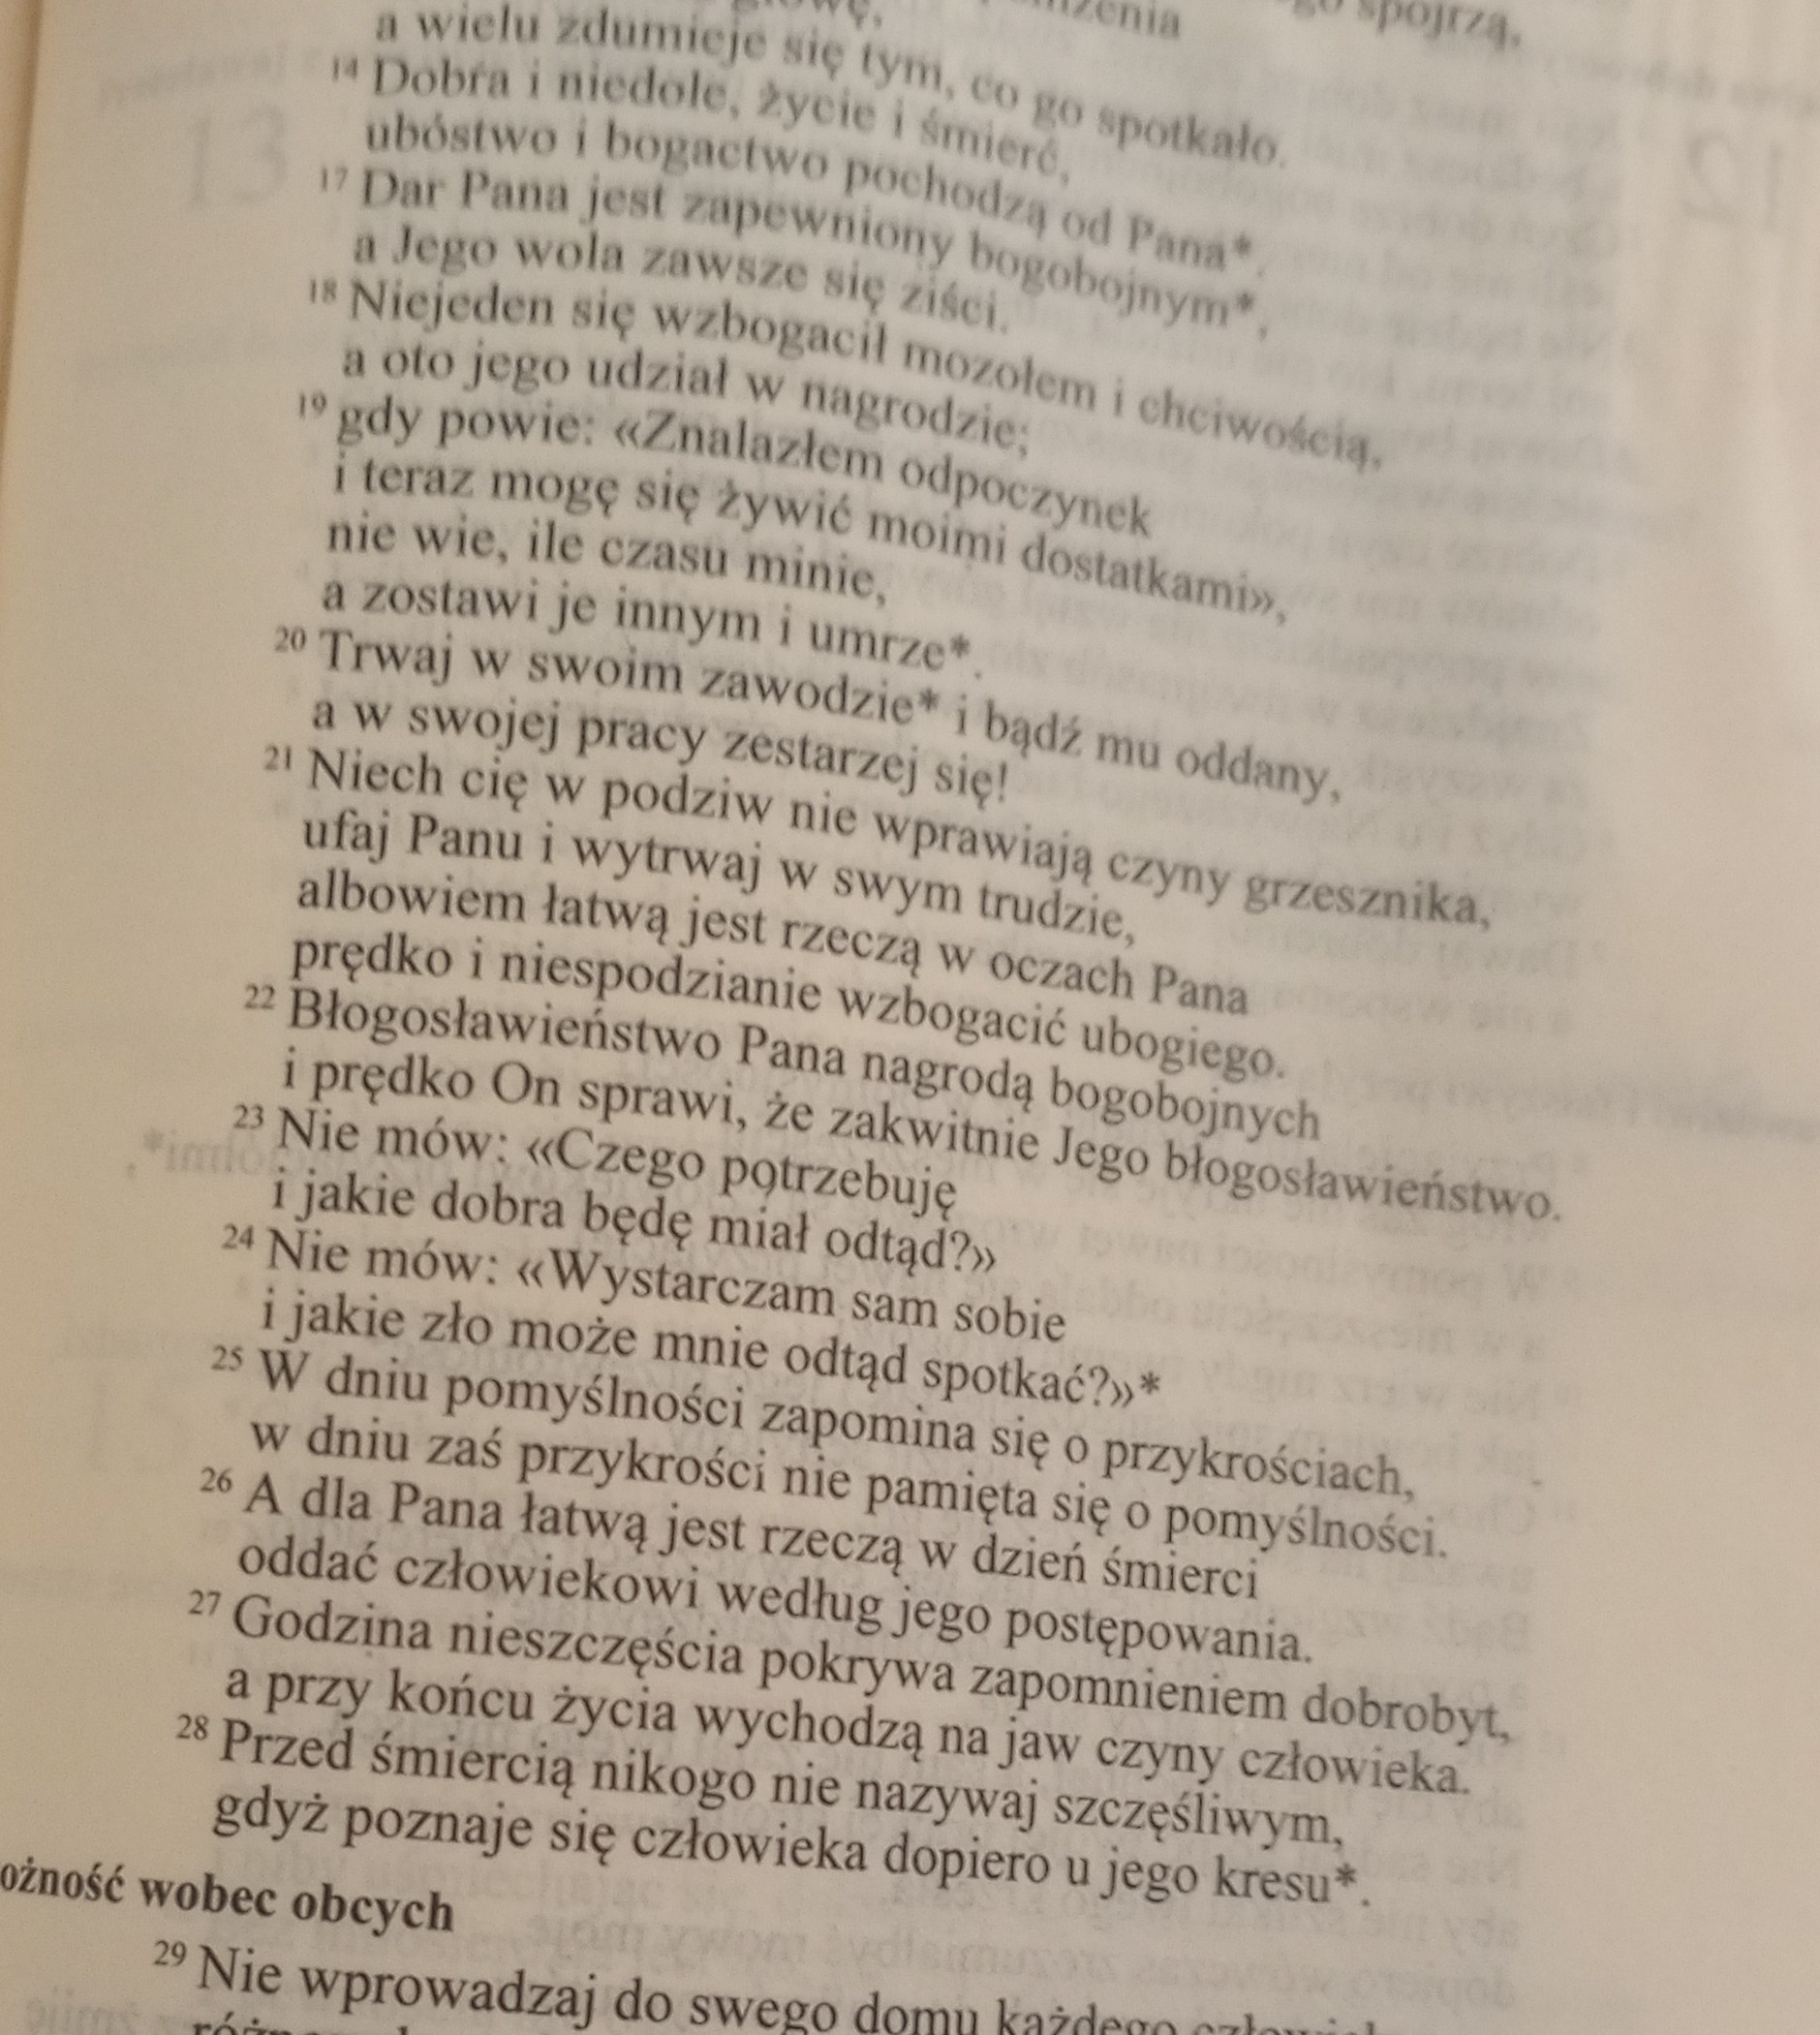 spojrzą,
a wielu zdumieje się tym, co go spotkało.
14 Dobra i niedole, życie i śmierć,
ubóstwo i bogactwo pochodzą od Pana*.
17 Dar Pana jest zapewniony bogobojnym*,
a Jego wola zawsze się ziści.
18 Niejeden się wzbogacił mozołem i chciwością,
a oto jego udział w nagrodzie;
19 gdy powie: «Znalazłem odpoczynek
i teraz mogę się żywić moimi dostatkami»,
nie wie, ile czasu minie,
a zostawi je innym i umrze*.
20 Trwaj w swoim zawodzie* i bądź mu oddany,
a w swojej pracy zestarzej się!
21 Niech cię w podziw nie wprawiają czyny grzesznika,
ufaj Panu i wytrwaj w swym trudzie,
albowiem łatwą jest rzeczą w oczach Pana
prędko i niespodzianie wzbogacić ubogiego.
22 Błogosławieństwo Pana nagrodą bogobojnych
i prędko On sprawi, że zakwitnie Jego błogosławieństwo.
23 Nie mów: «Czego potrzebuję
i jakie dobra będę miał odtąd?»
24 Nie mów: «Wystarczam sam sobie
i jakie zło może mnie odtąd spotkać?»*
25 W dniu pomyślności zapomina się o przykrościach,
w dniu zaś przykrości nie pamięta się o pomyślności.
26 A dla Pana łatwą jest rzeczą w dzień śmierci
oddać człowiekowi według jego postępowania.
27 Godzina nieszczęścia pokrywa zapomnieniem dobrobyt,
a przy końcu życia wychodzą na jaw czyny człowieka.
28 Przed śmiercią nikogo nie nazywaj szczęśliwym,
gdyż poznaje się człowieka dopiero u jego kresu*.
ożność wobec obcych
29 Nie wprowadzaj do swego domu każdego